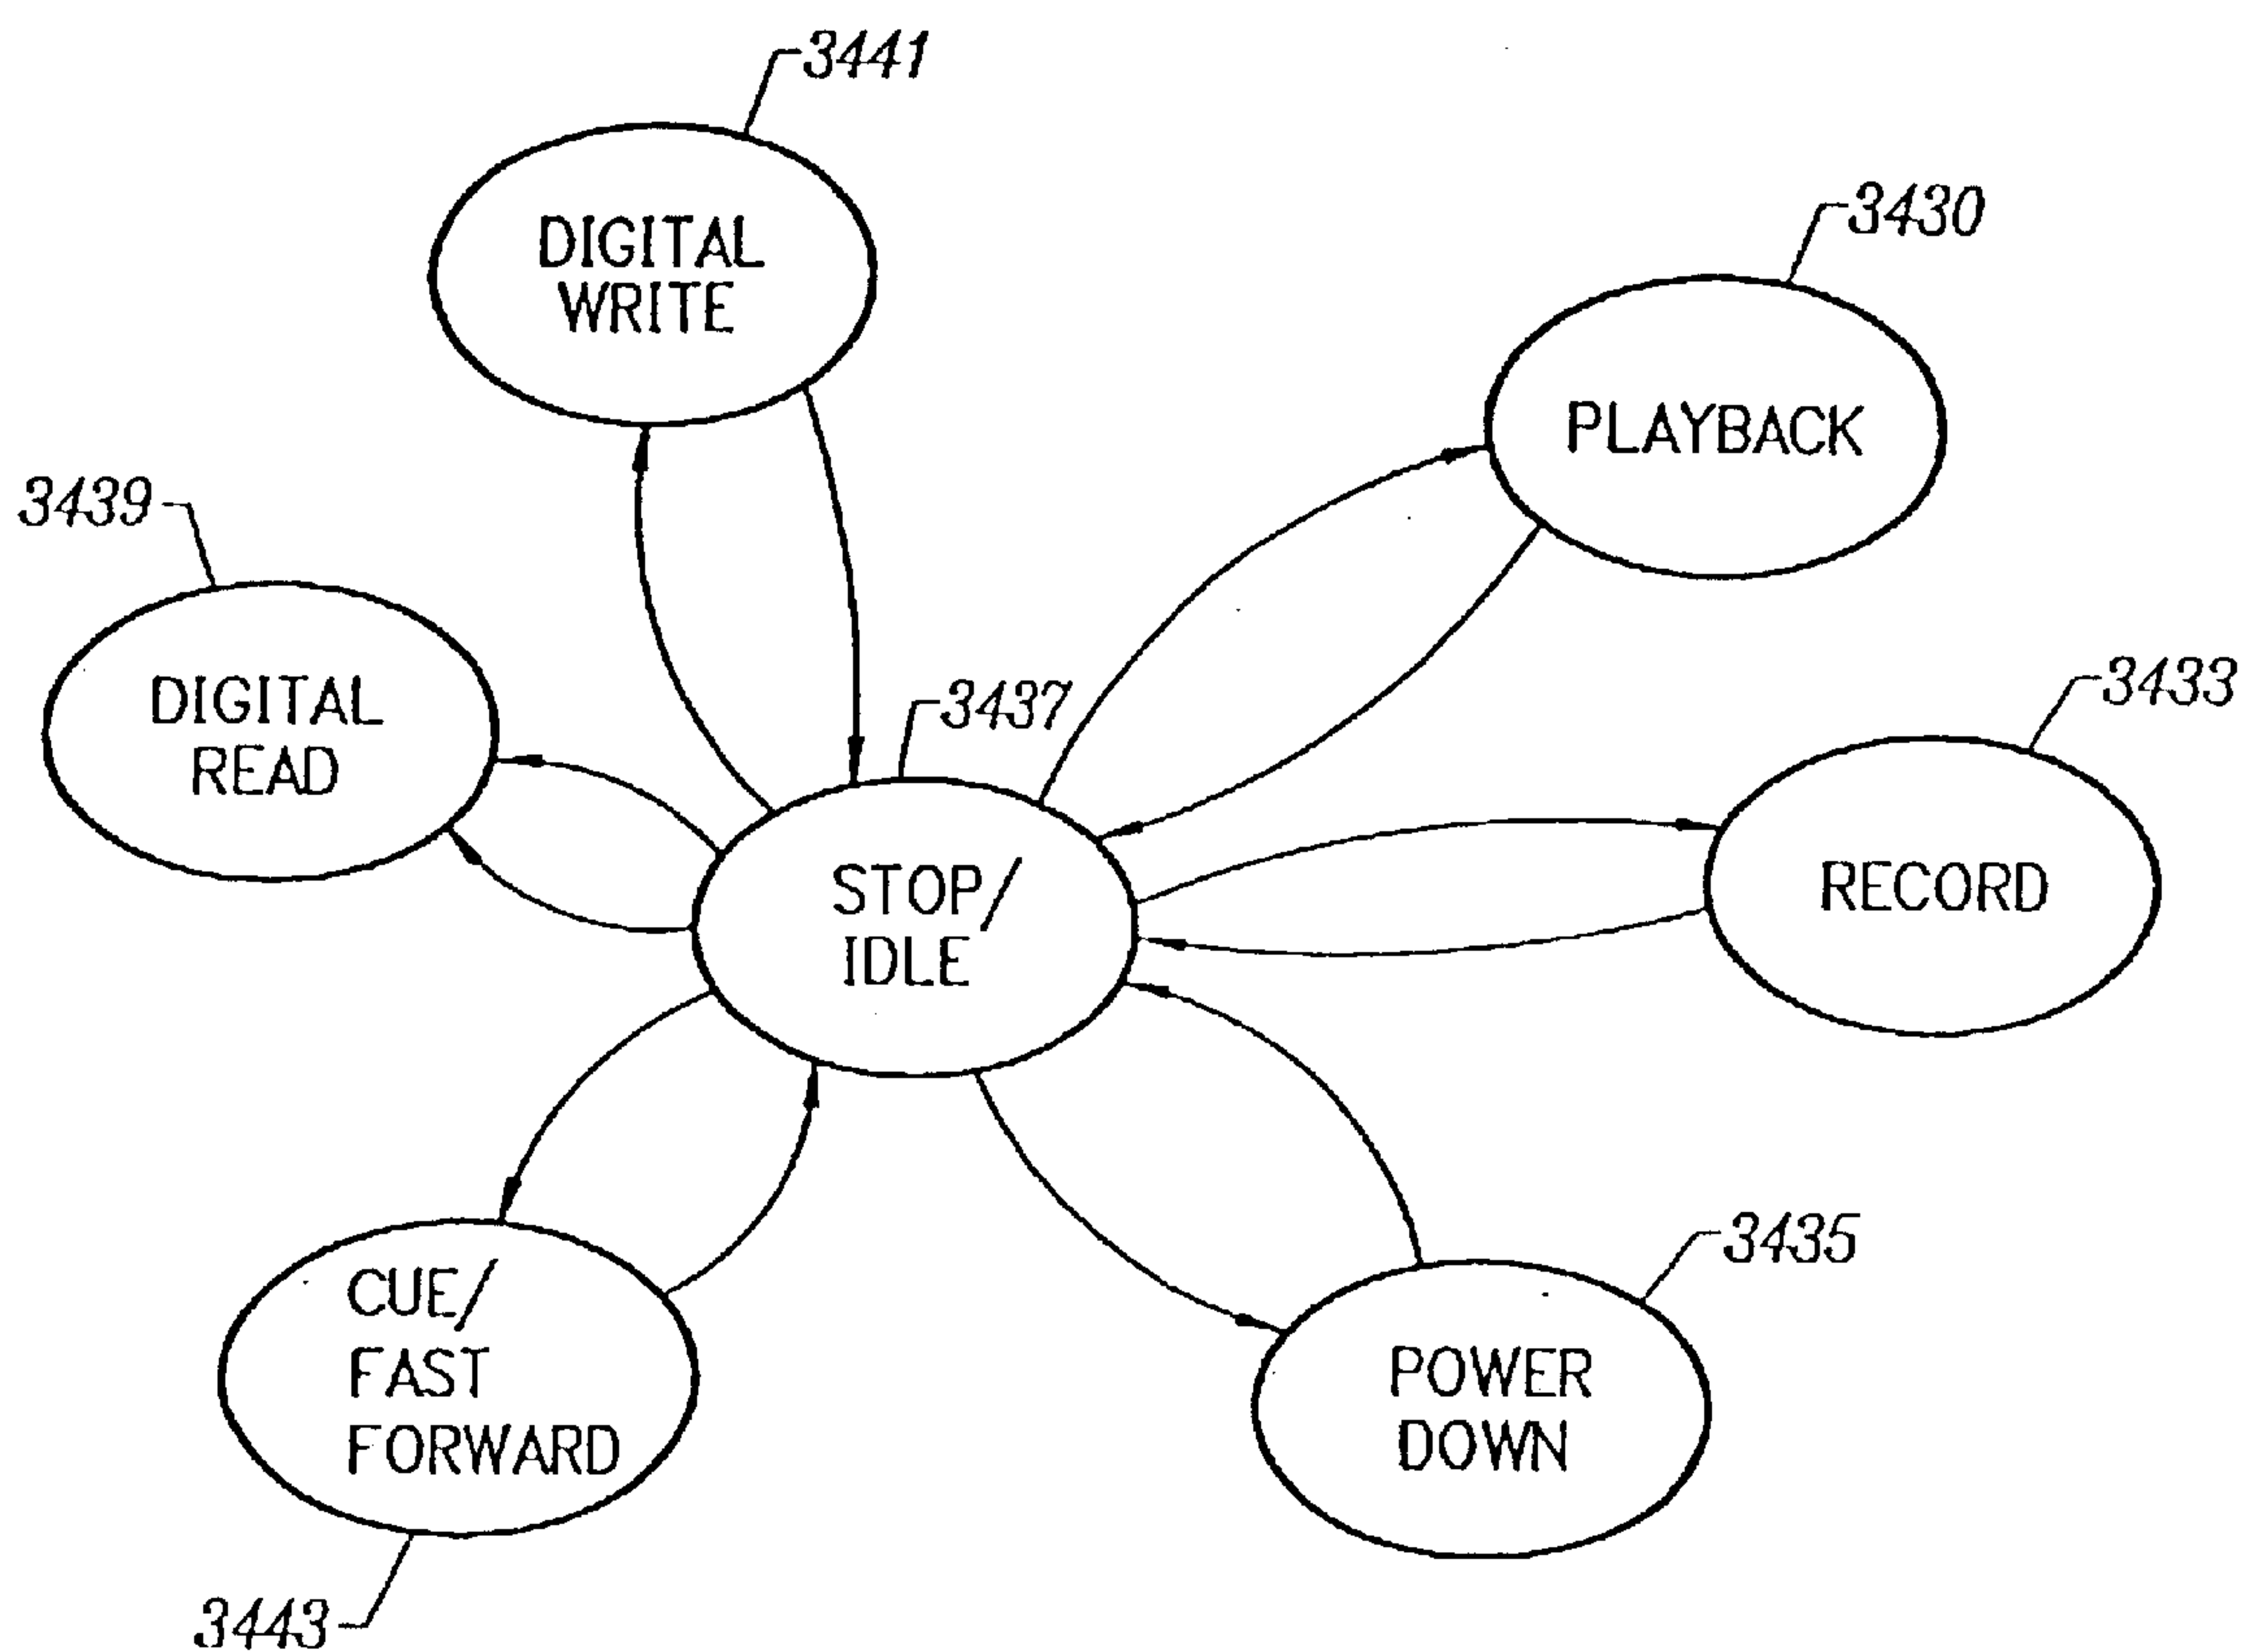 3441
DIGITAL
WRITE
3430
PLAYBACK
3439
DIGITAL
READ
3437
STOP/
IDLE
3433
RECORD
CUE/
FAST
FORWARD
3443
3435
POWER
DOWN